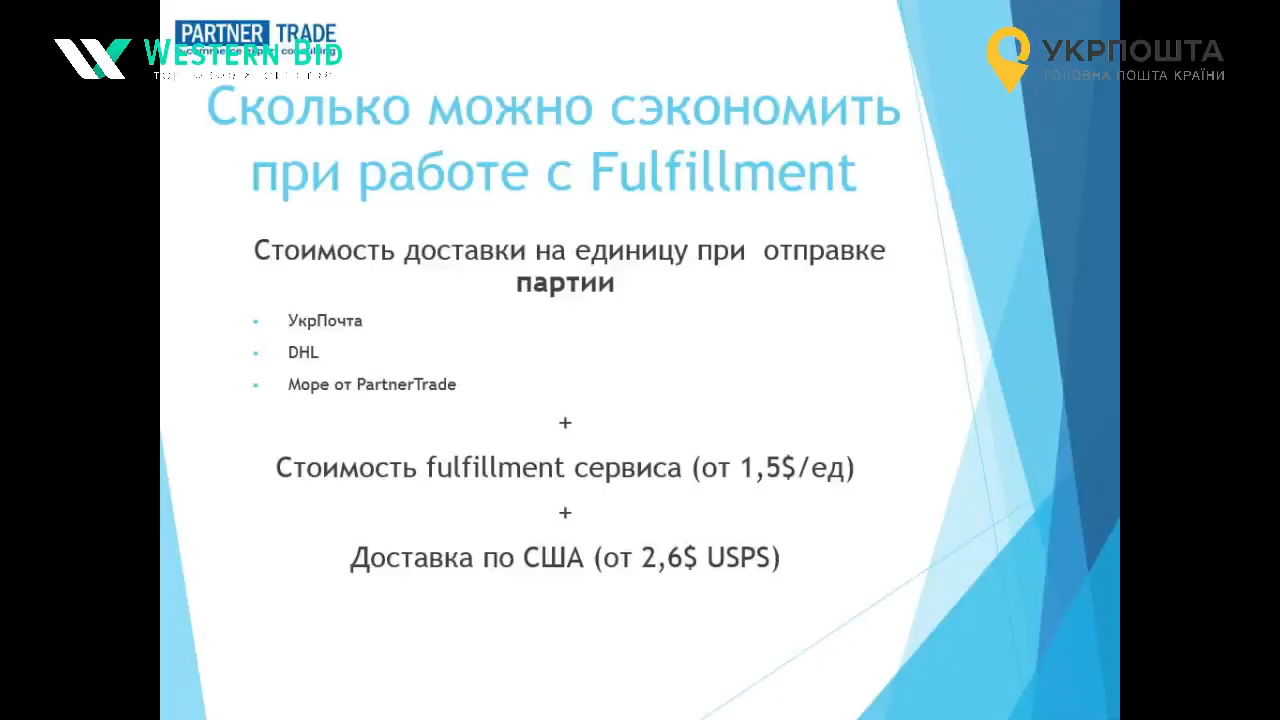 PARTNER TRADE
WESTERN BID
УКРПОШТА
ГОЛОВНА ПОШТА КРАЇНИ
Сколько можно сэкономить
при работе с Fulfillment
Стоимость доставки на единицу при отправке
партии
▪ УкрПочта
▪ DHL
▪ Море от PartnerTrade
+
Стоимость fulfillment сервиса (от 1,5$/ед)
+
Доставка по США (от 2,6$ USPS)